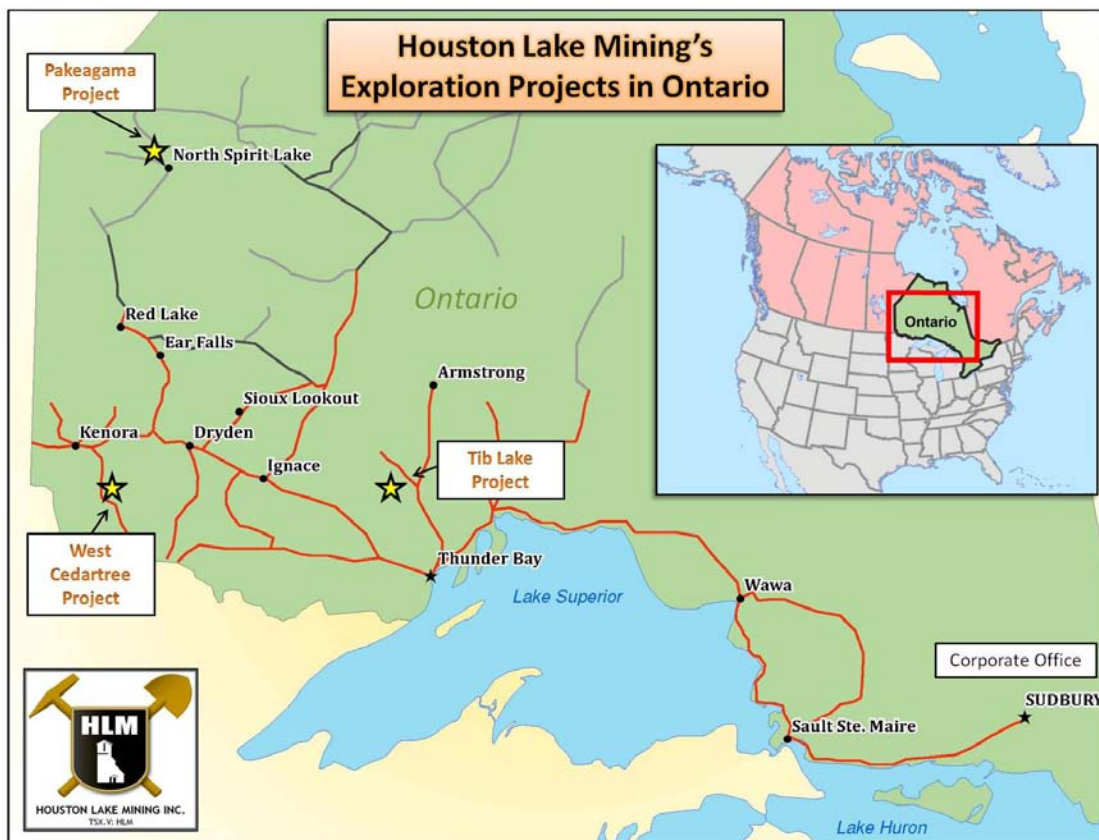 Houston Lake Mining's
Exploration Projects in Ontario
Pakeagama
Project
North Spirit Lake
Ontario
Ontario
Red Lake
Ear Falls
Armstrong
Sioux Lookout
Kenora
Dryden
Ignace
Tib Lake
Project
West
Cedartree
Project
Thunder Bay
Lake Superior
Wawa
Corporate Office
SUDBURY
Sault Ste. Maire
Lake Huron
HLM
HOUSTON LAKE MINING INC.
TSX.V: HLM